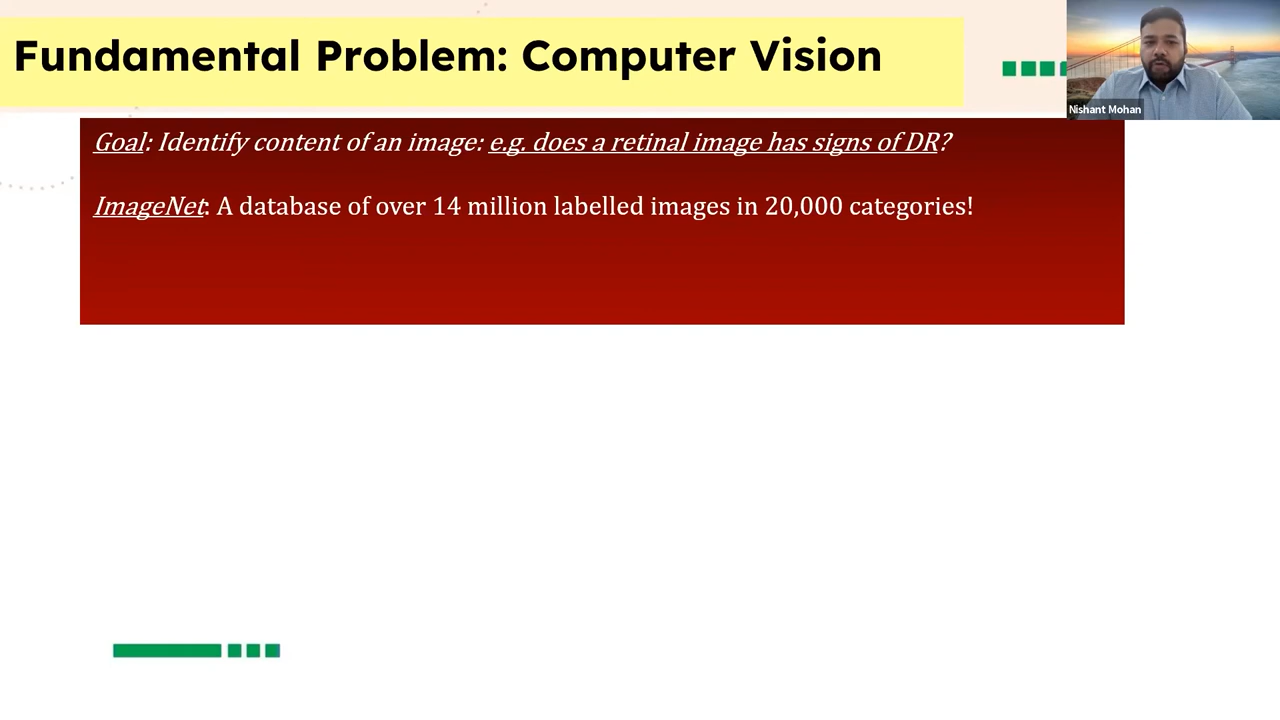 Fundamental Problem: Computer Vision
Nishant Mohan
Goal: Identify content of an image: e.g. does a retinal image has signs of DR?
ImageNet: A database of over 14 million labelled images in 20,000 categories!